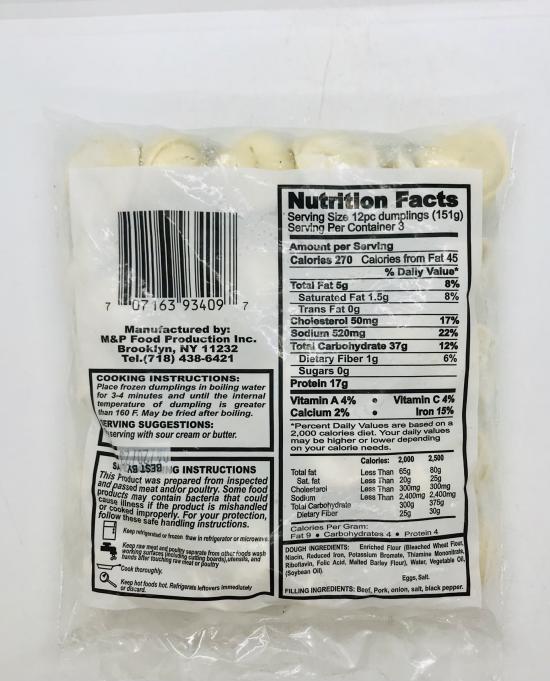 7 07163 93409 7
Manufactured by:
M&P Food Production Inc.
Brooklyn, NY 11232
Tel.(718) 438-6421
COOKING INSTRUCTIONS:
Place frozen dumplings in boiling water
for 3-4 minutes and until the internal
temperature of dumpling is greater
than 160 F. May be fried after boiling.
ERVING SUGGESTIONS:
serving with sour cream or butter.
BEST BY
NG INSTRUCTIONS
This Product was prepared from inspected
and passed meat and/or poultry. Some food
products may contain bacteria that could
cause illness if the product is mishandled
or cooked improperly. For your protection,
follow these safe handling instructions.
Keep refrigerated or frozen thaw in refrigerator or microwave.
Keep raw meat and poultry separate from other foods wash
working surfaces (including cutting boards),utensils, and
hands after touching raw meat or poultry
Cook thoroughly.
Keep hot foods hot. Refrigerate leftovers immediately
or discard.
Nutrition Facts
Serving Size 12pc dumplings (151g)
Serving Per Container 3
Amount per Serving
Calories 270 Calories from Fat 45
% Daily Value*
Total Fat 5g 8%
Saturated Fat 1.5g 8%
Trans Fat 0g
Cholesterol 50mg 17%
Sodium 520mg 22%
Total Carbohydrate 37g 12%
Dietary Fiber 1g 6%
Sugars 0g
Protein 17g
Vitamin A 4% • Vitamin C 4%
Calcium 2% • Iron 15%
*Percent Daily Values are based on a
2,000 calories diet. Your daily values
may be higher or lower depending
on your calorie needs.
Calories: 2,000 2,500
Total fat Less Than 65g 80g
Sat. fat Less Than 20g 25g
Cholestarol Less Than 300mg 300mg
Sodium Less Than 2,400mg 2,400mg
Total Carbohydrate 300g 375g
Dietary Fiber 25g 30g
Calories Per Gram:
Fat 9 • Carbohydrates 4 • Protein 4
DOUGH INGREDIENTS: Enriched Flour (Bleached Wheat Flour,
Niacin, Reduced Iron, Potassium Bromate, Thiamine Mononitrate,
Riboflavin, Folic Acid, Malted Barley Flour), Water, Vegetable Oil,
(Soybean Oil).
Eggs, Salt.
FILLING INGREDIENTS: Beef, Pork, onion, salt, black pepper.